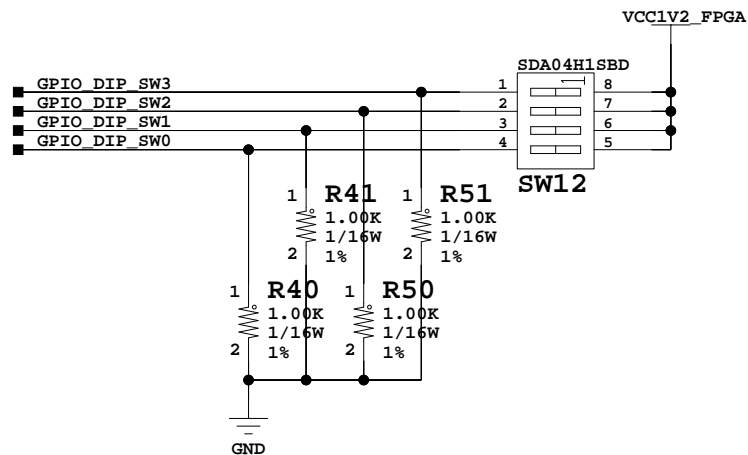 VCC1V2_FPGA
SDA04H1SBD
GPIO_DIP_SW3
1
8
GPIO_DIP_SW2
2
7
GPIO_DIP_SW1
3
6
GPIO_DIP_SW0
4
5
1
SW12
1
R41
1.00K
1/16W
2
1%
1
R51
1.00K
1/16W
2
1%
1
R40
1.00K
1/16W
2
1%
1
R50
1.00K
1/16W
2
1%
GND